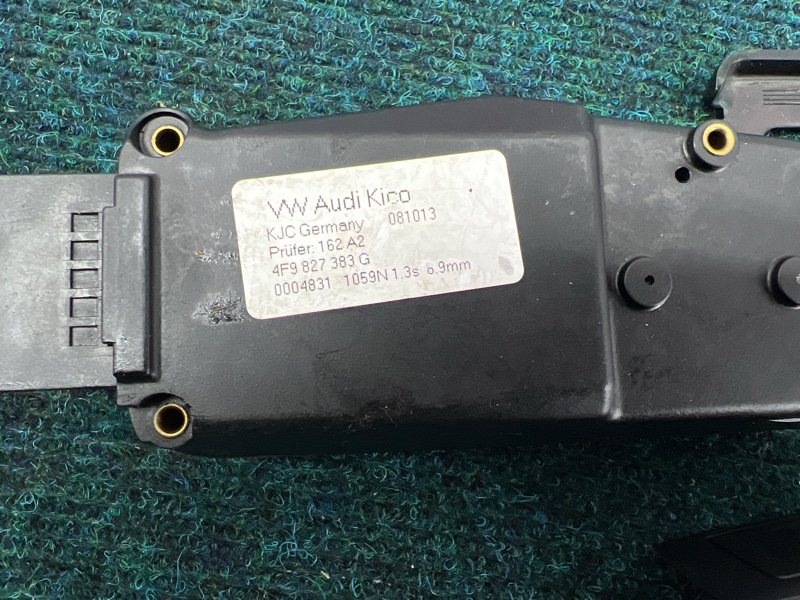 VW Audi Kico
KJC Germany 081013
Prüfer: 162 A2
4F9 827 383 G
0004831 1059N 1.3s 6.9mm